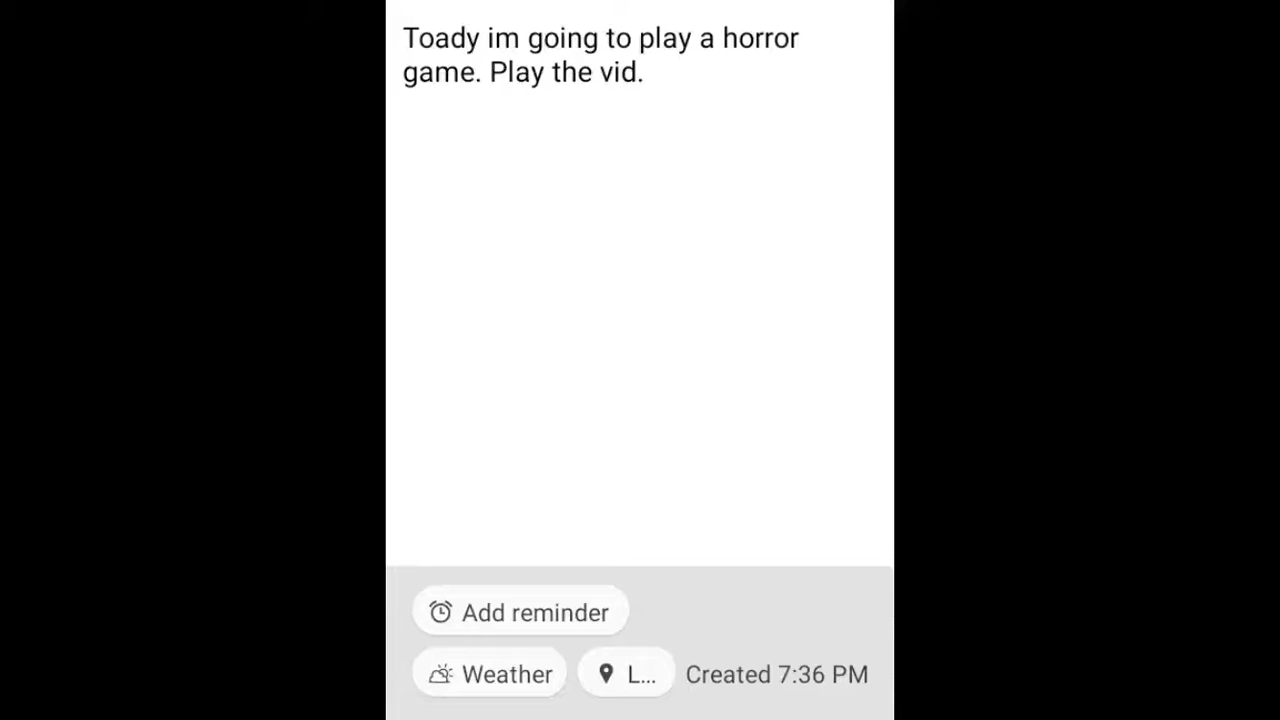 Toady im going to play a horror
game. Play the vid.
Add reminder
Weather
L...
Created 7:36 PM